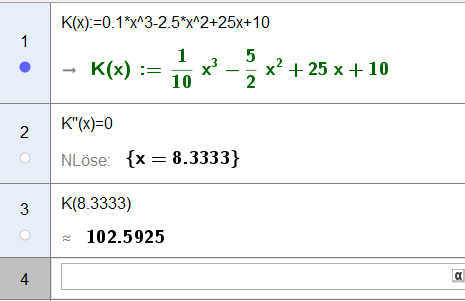 K(x):=0.1*x^3-2.5*x^2+25x+10
1
→ K(x) := 1/10 x³ − 5/2 x² + 25 x + 10
K"(x)=0
2
NLöse: {x = 8.3333}
K(8.3333)
3
≈ 102.5925
4
α